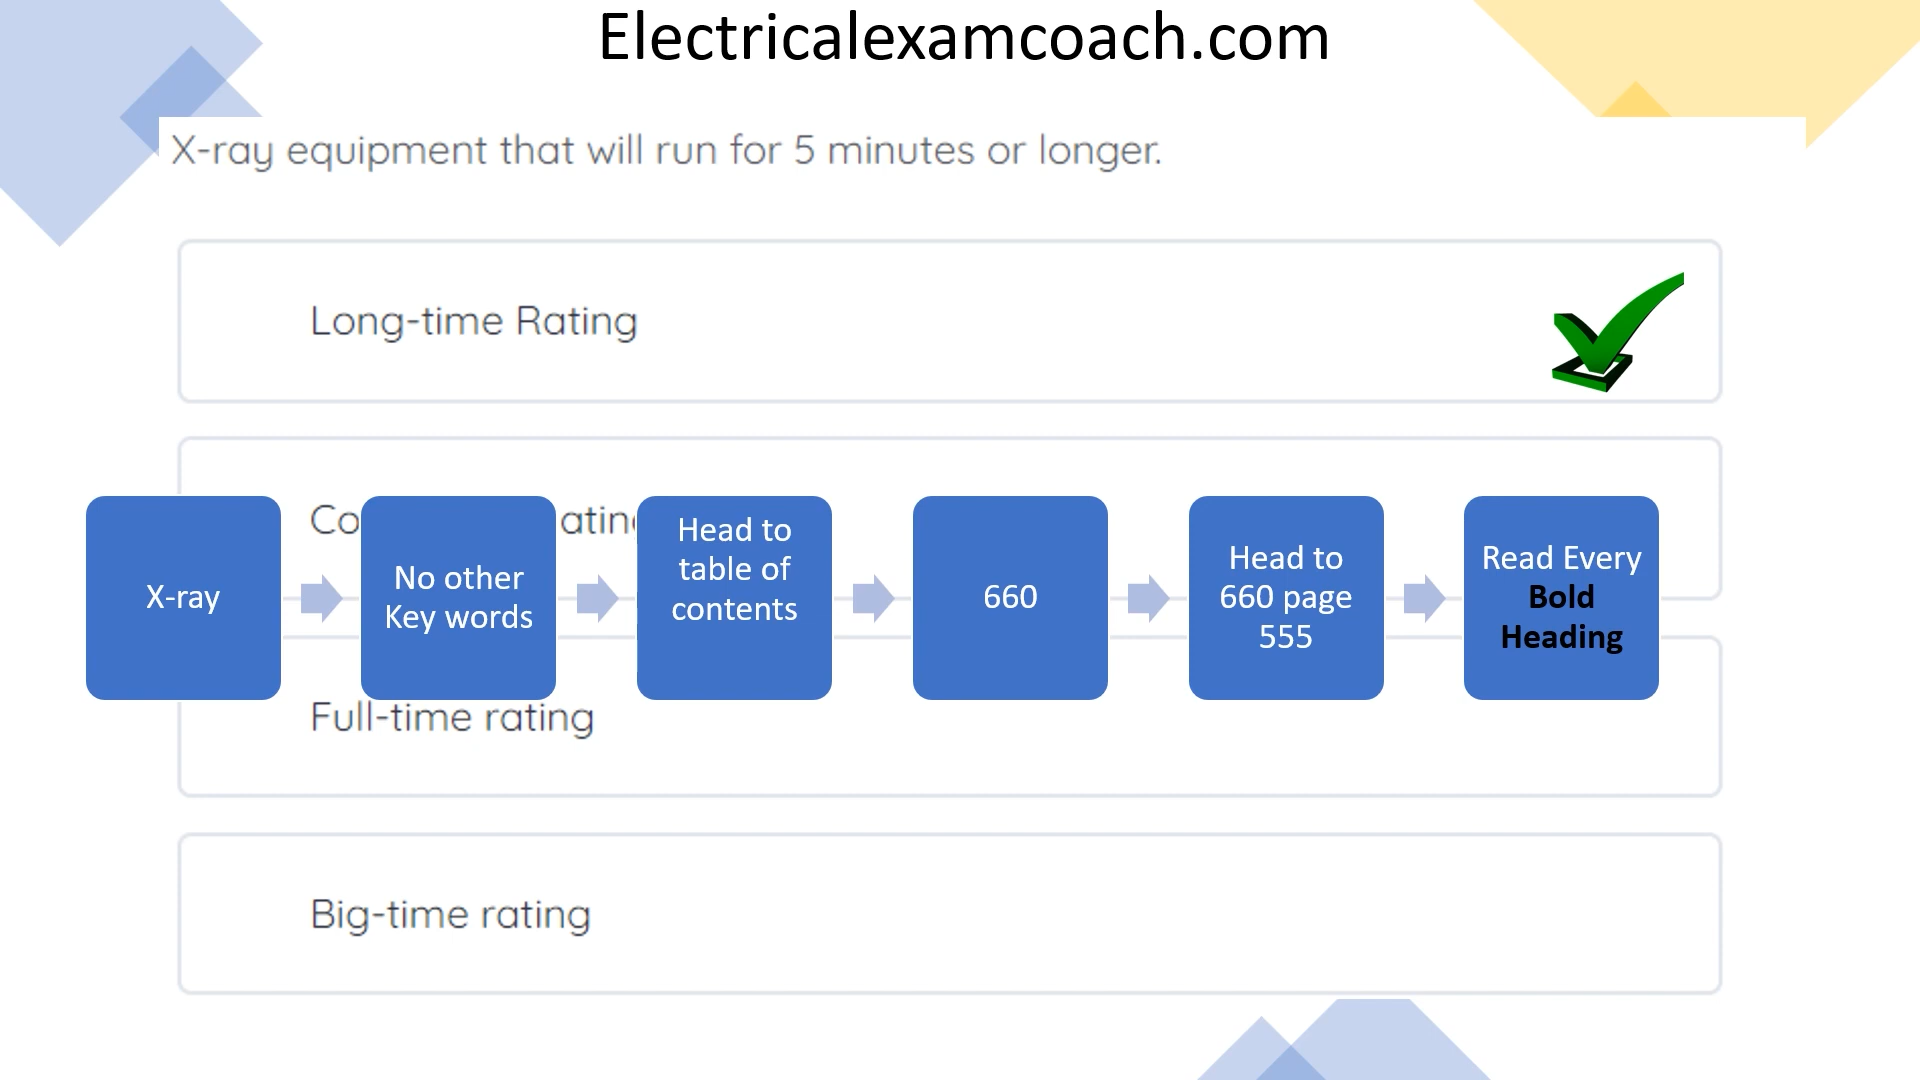 Electricalexamcoach.com
X-ray equipment that will run for 5 minutes or longer.
Long-time Rating
X-ray
No other
Key words
Head to
table of
contents
660
Head to
660 page
555
Read Every
Bold
Heading
Full-time rating
Big-time rating